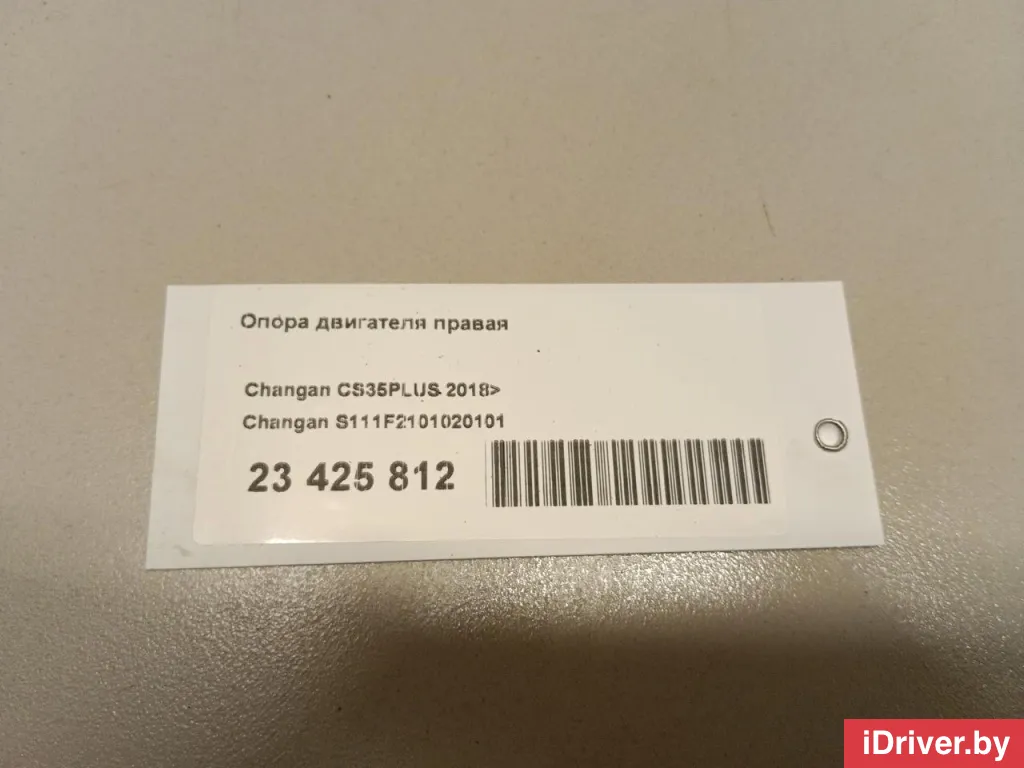 Опора двигателя правая
Changan CS35PLUS 2018>
Changan S111F2101020101
23 425 812
iDriver.by